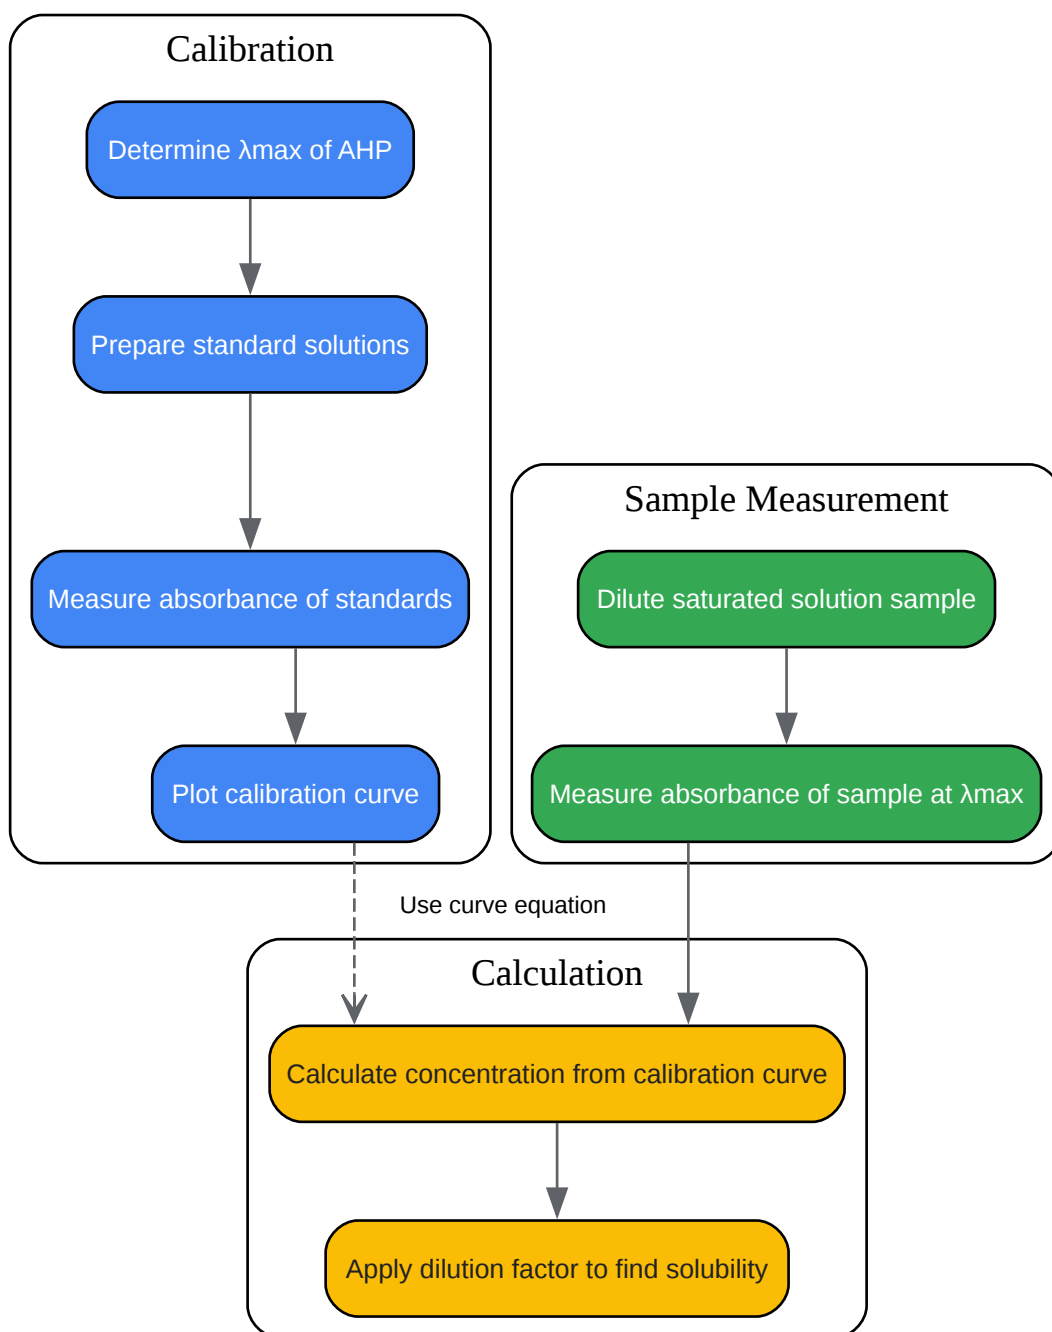 Calibration
Determine λmax of AHP
Prepare standard solutions
Measure absorbance of standards
Plot calibration curve
Sample Measurement
Dilute saturated solution sample
Measure absorbance of sample at λmax
Use curve equation
Calculation
Calculate concentration from calibration curve
Apply dilution factor to find solubility